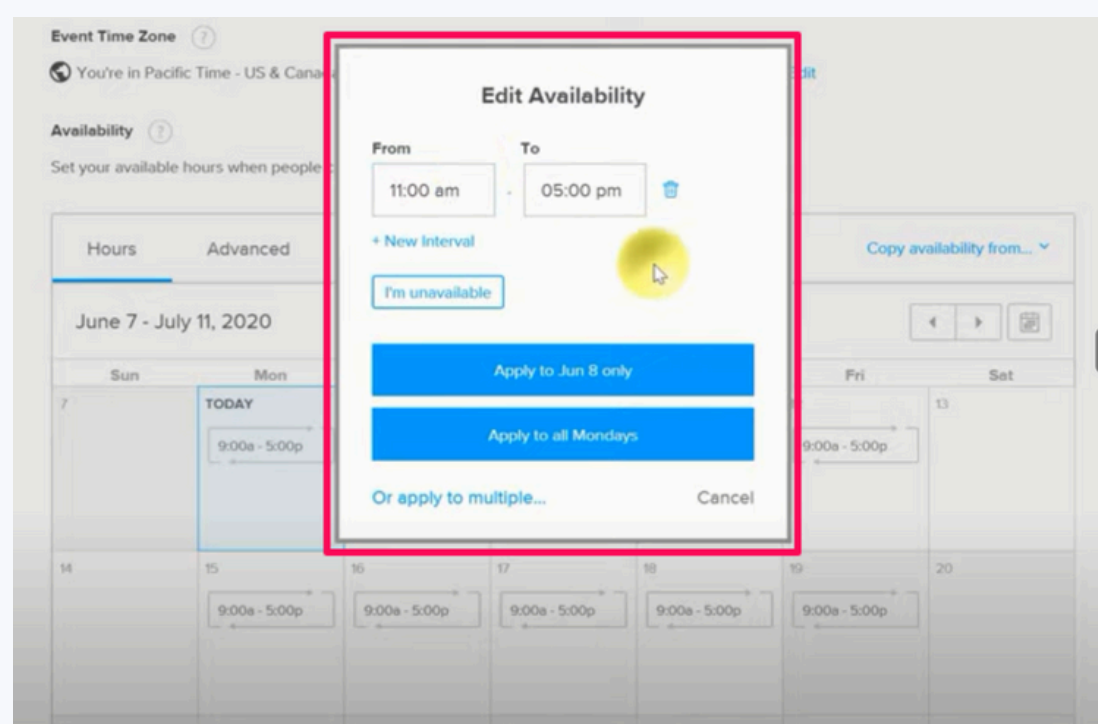 Event Time Zone ?
You're in Pacific Time - US & Cana
Edit
Availability ?
Set your available hours when people
Edit Availability
From To
11:00 am - 05:00 pm
+ New Interval
I'm unavailable
Apply to Jun 8 only
Apply to all Mondays
Or apply to multiple... Cancel
Hours Advanced Copy availability from...
June 7 - July 11, 2020
Sun Mon Fri Sat
7 TODAY 13
9:00a - 5:00p 9:00a - 5:00p
14 15 16 17 18 19 20
9:00a - 5:00p 9:00a - 5:00p 9:00a - 5:00p 9:00a - 5:00p 9:00a - 5:00p